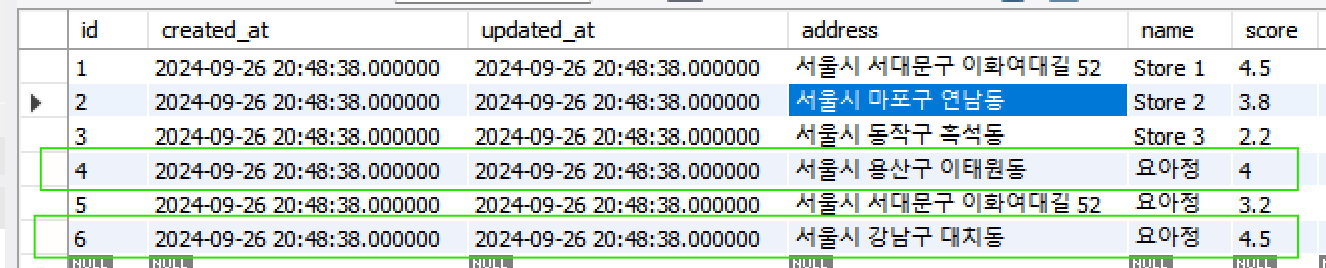 id created_at updated_at address name score
1 2024-09-26 20:48:38.000000 2024-09-26 20:48:38.000000 서울시 서대문구 이화여대길 52 Store 1 4.5
2 2024-09-26 20:48:38.000000 2024-09-26 20:48:38.000000 서울시 마포구 연남동 Store 2 3.8
3 2024-09-26 20:48:38.000000 2024-09-26 20:48:38.000000 서울시 동작구 흑석동 Store 3 2.2
4 2024-09-26 20:48:38.000000 2024-09-26 20:48:38.000000 서울시 용산구 이태원동 요아정 4
5 2024-09-26 20:48:38.000000 2024-09-26 20:48:38.000000 서울시 서대문구 이화여대길 52 요아정 3.2
6 2024-09-26 20:48:38.000000 2024-09-26 20:48:38.000000 서울시 강남구 대치동 요아정 4.5
NULL NULL NULL NULL NULL NULL